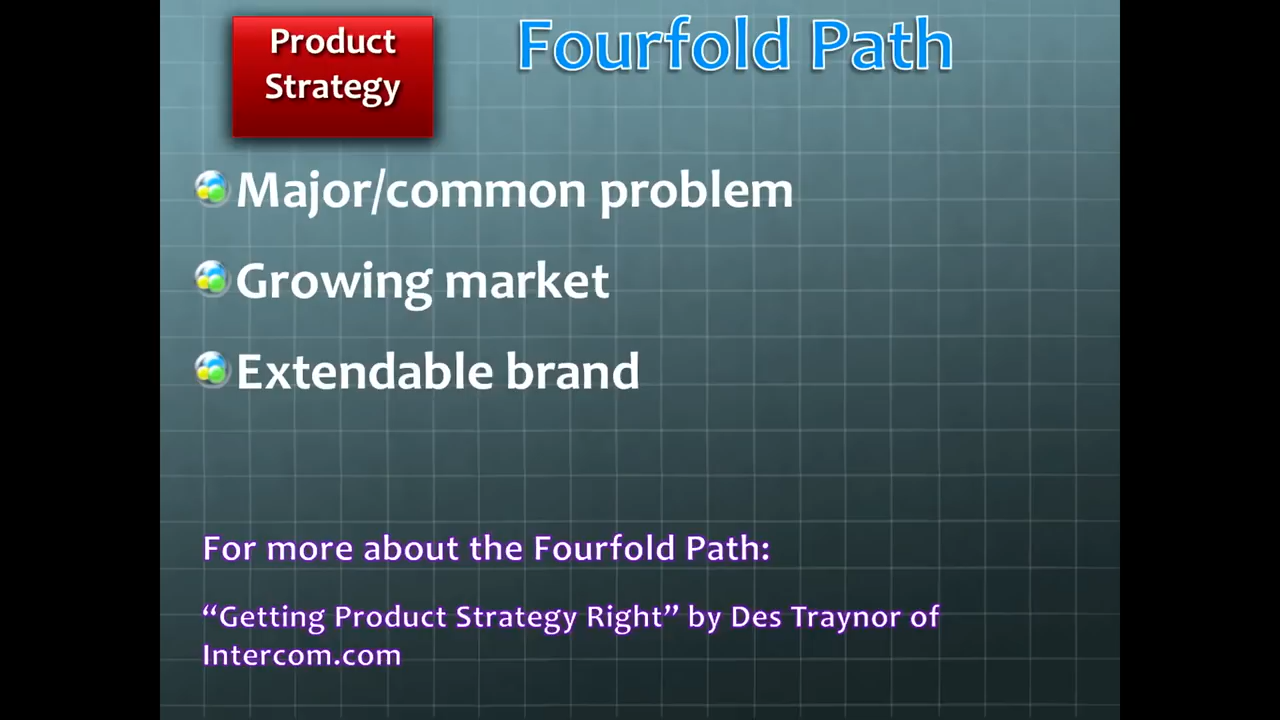 Product
Strategy
Fourfold Path
Major/common problem
Growing market
Extendable brand
For more about the Fourfold Path:
“Getting Product Strategy Right” by Des Traynor of
Intercom.com